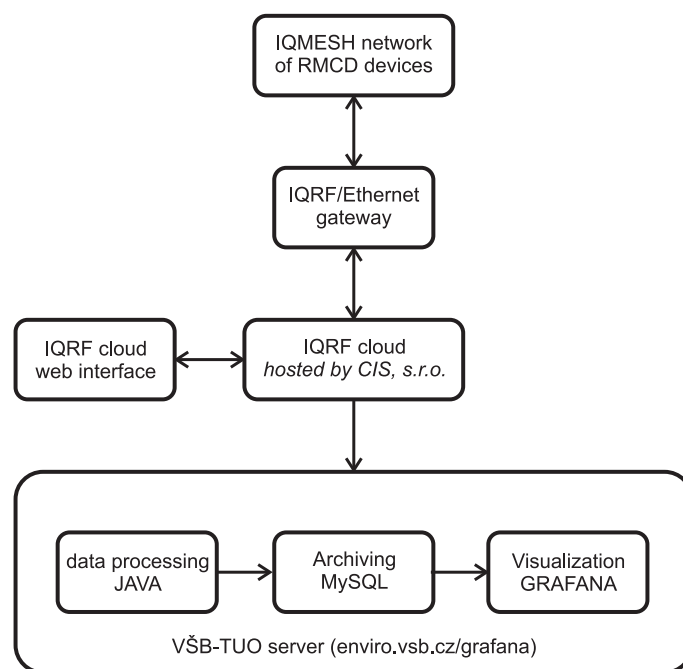 IQMESH network
of RMCD devices
IQRF/Ethernet
gateway
IQRF cloud
web interface
IQRF cloud
hosted by CIS, s.r.o.
data processing
JAVA
Archiving
MySQL
Visualization
GRAFANA
VŠB-TUO server (enviro.vsb.cz/grafana)